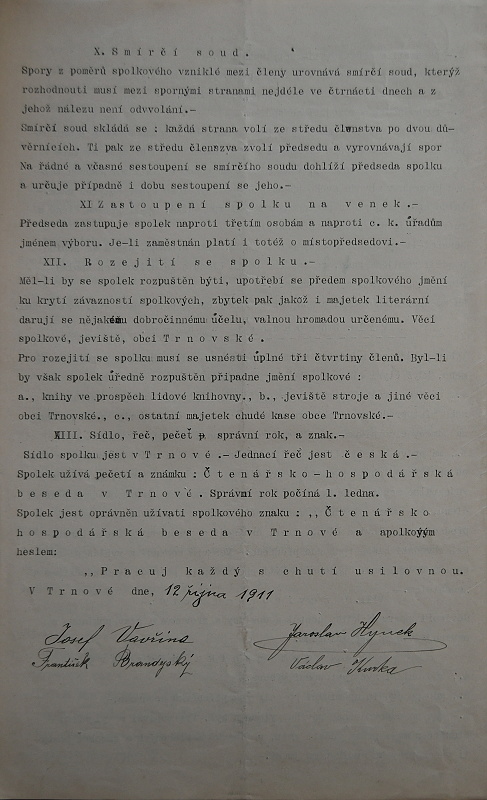 X. Smírčí soud.
Spory z poměrů spolkového vzniklé mezi členy urovnává smírčí soud, kterýž
rozhodnouti musí mezi spornými stranami nejdéle ve čtrnácti dnech a z
jehož nálezu není odvvolání.-
Smírčí soud skládá se : každá strana volí ze středu členstva po dvou dů-
věrnících. Ti pak ze středu členszva zvolí předsedu a vyrovnávají spor
Na řádné a včasné sestoupení se smírčího soudu dohlíží předseda spolku
a určuje případně i dobu sestoupení se jeho.-
XI Zastoupení spolku na venek.-
Předseda zastupuje spolek naproti třetím osobám a naproti c. k. úřadům
jménem výboru. Je-li zaměstnán platí i totéž o místopředsedovi.-
XII. Rozejití se spolku.-
Měl-li by se spolek rozpuštěn býti, upotřebí se předem spolkového jmění
ku krytí závazností spolkových, zbytek pak jakož i majetek literární
darují se nějakému dobročinnému účelu, valnou hromadou určenému. Věci
spolkové, jeviště, obci Trnovské.
Pro rozejití se spolku musí se usnésti úplné tři čtvrtiny členů. Byl-li
by však spolek úředně rozpuštěn připadne jmění spolkové :
a., knihy ve prospěch lidové knihovny., b., jeviště stroje a jiné věci
obci Trnovské., c., ostatní majetek chudé kase obce Trnovské.-
XIII. Sídlo, řeč, pečeť správní rok, a znak.-
Sídlo spolku jest v Trnové .- Jednací řeč jest česká.-
Spolek užívá pečetí a známku : Čtenářsko-hospodářská
beseda v Trnové. Správní rok počíná 1. ledna.
Spolek jest oprávněn užívati spolkového znaku : ,,Čtenářsko
hospodářská beseda v Trnové a apolkovým
heslem:
,,Pracuj každý s chutí usilovnou.
V Trnové dne, 12 října 1911
Josef Vavřina Jaroslav Hynek
František Brandyský Václav